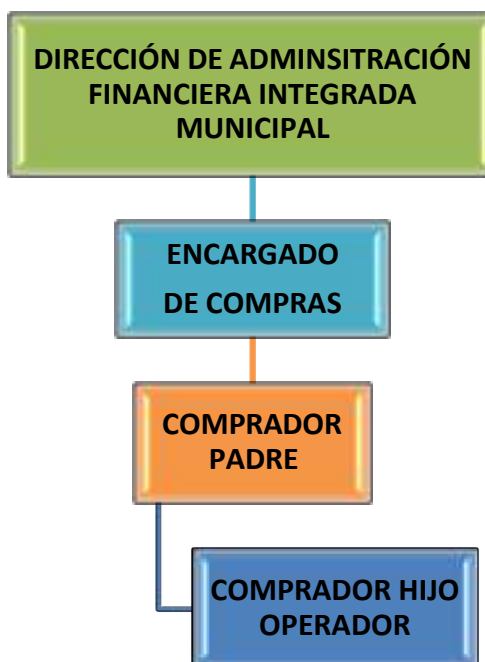 DIRECCIÓN DE ADMINSITRACIÓN
FINANCIERA INTEGRADA
MUNICIPAL
ENCARGADO
DE COMPRAS
COMPRADOR
PADRE
COMPRADOR HIJO
OPERADOR